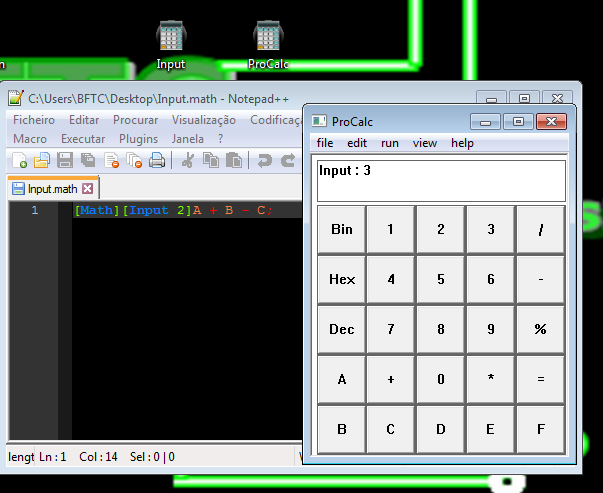 Input
ProCalc
C:\Users\BFTC\Desktop\Input.math - Notepad++
Ficheiro Editar Procurar Visualização Codificaç
Macro Executar Plugins Janela ?
Input.math
1 [Math][Input 2]A + B - C;
lengt Ln : 1 Col : 14 Sel : 0 | 0
ProCalc
file edit run view help
Input : 3
Bin 1 2 3 /
Hex 4 5 6 -
Dec 7 8 9 %
A + 0 * =
B C D E F